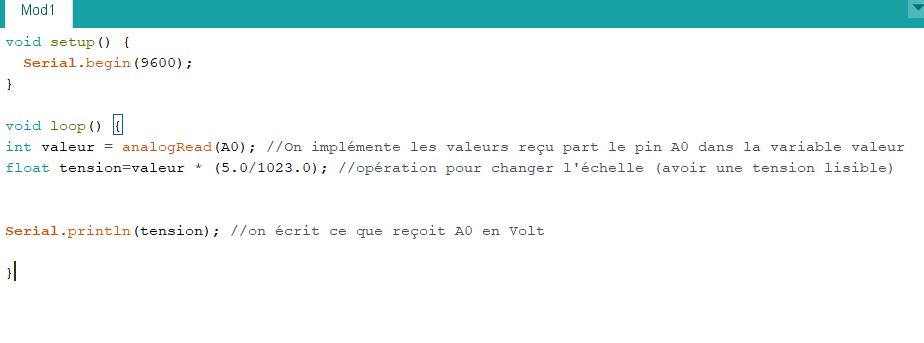 Mod1
void setup() {
  Serial.begin(9600);
}
void loop() {
int valeur = analogRead(A0); //On implémente les valeurs reçu part le pin A0 dans la variable valeur
float tension=valeur * (5.0/1023.0); //opération pour changer l'échelle (avoir une tension lisible)
Serial.println(tension); //on écrit ce que reçoit A0 en Volt
}